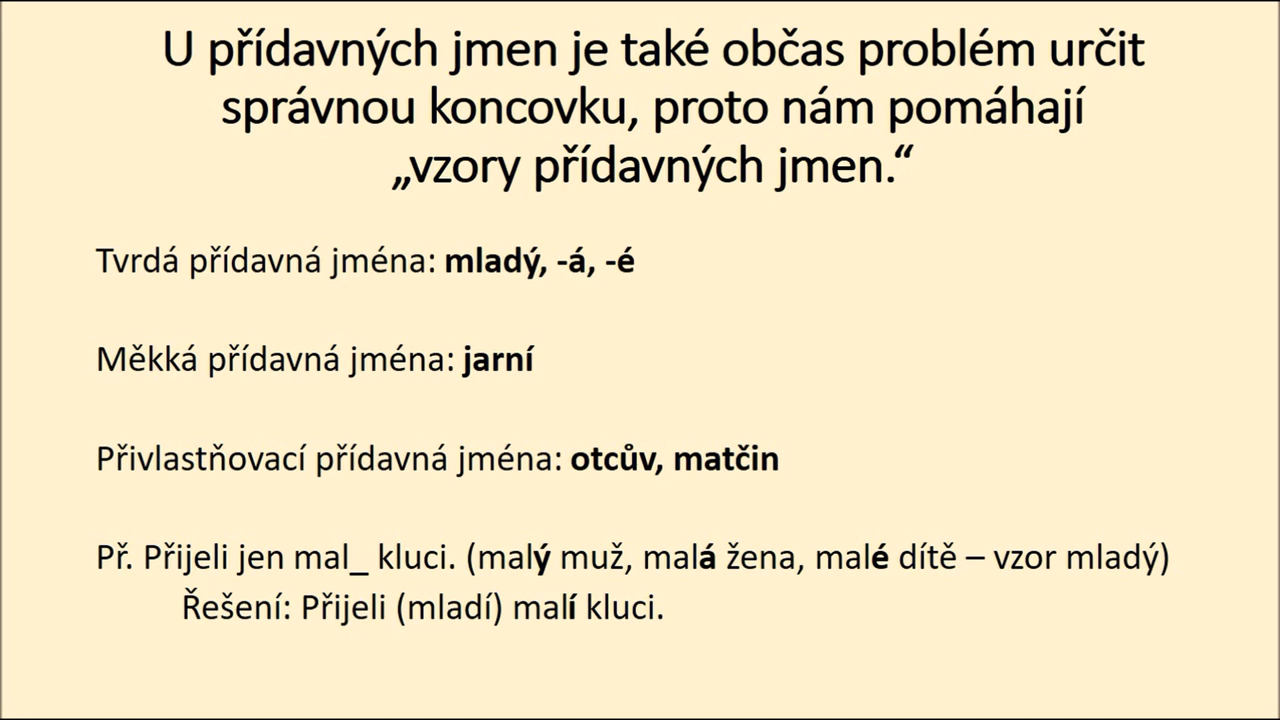 U přídavných jmen je také občas problém určit
správnou koncovku, proto nám pomáhají
„vzory přídavných jmen.“
Tvrdá přídavná jména: mladý, -á, -é
Měkká přídavná jména: jarní
Přivlastňovací přídavná jména: otcův, matčin
Př. Přijeli jen mal_ kluci. (malý muž, malá žena, malé dítě – vzor mladý)
Řešení: Přijeli (mladí) malí kluci.